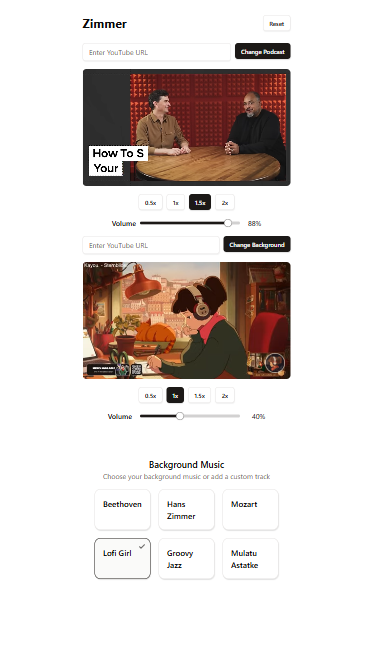 Zimmer
Reset
Enter YouTube URL
Change Podcast
How To S
Your
0.5x 1x 1.5x 2x
Volume 88%
Enter YouTube URL
Change Background
Kayou. - Stemble
0.5x 1x 1.5x 2x
Volume 40%
Background Music
Choose your background music or add a custom track
Beethoven
Hans
Zimmer
Mozart
Lofi Girl
Groovy
Jazz
Mulatu
Astatke